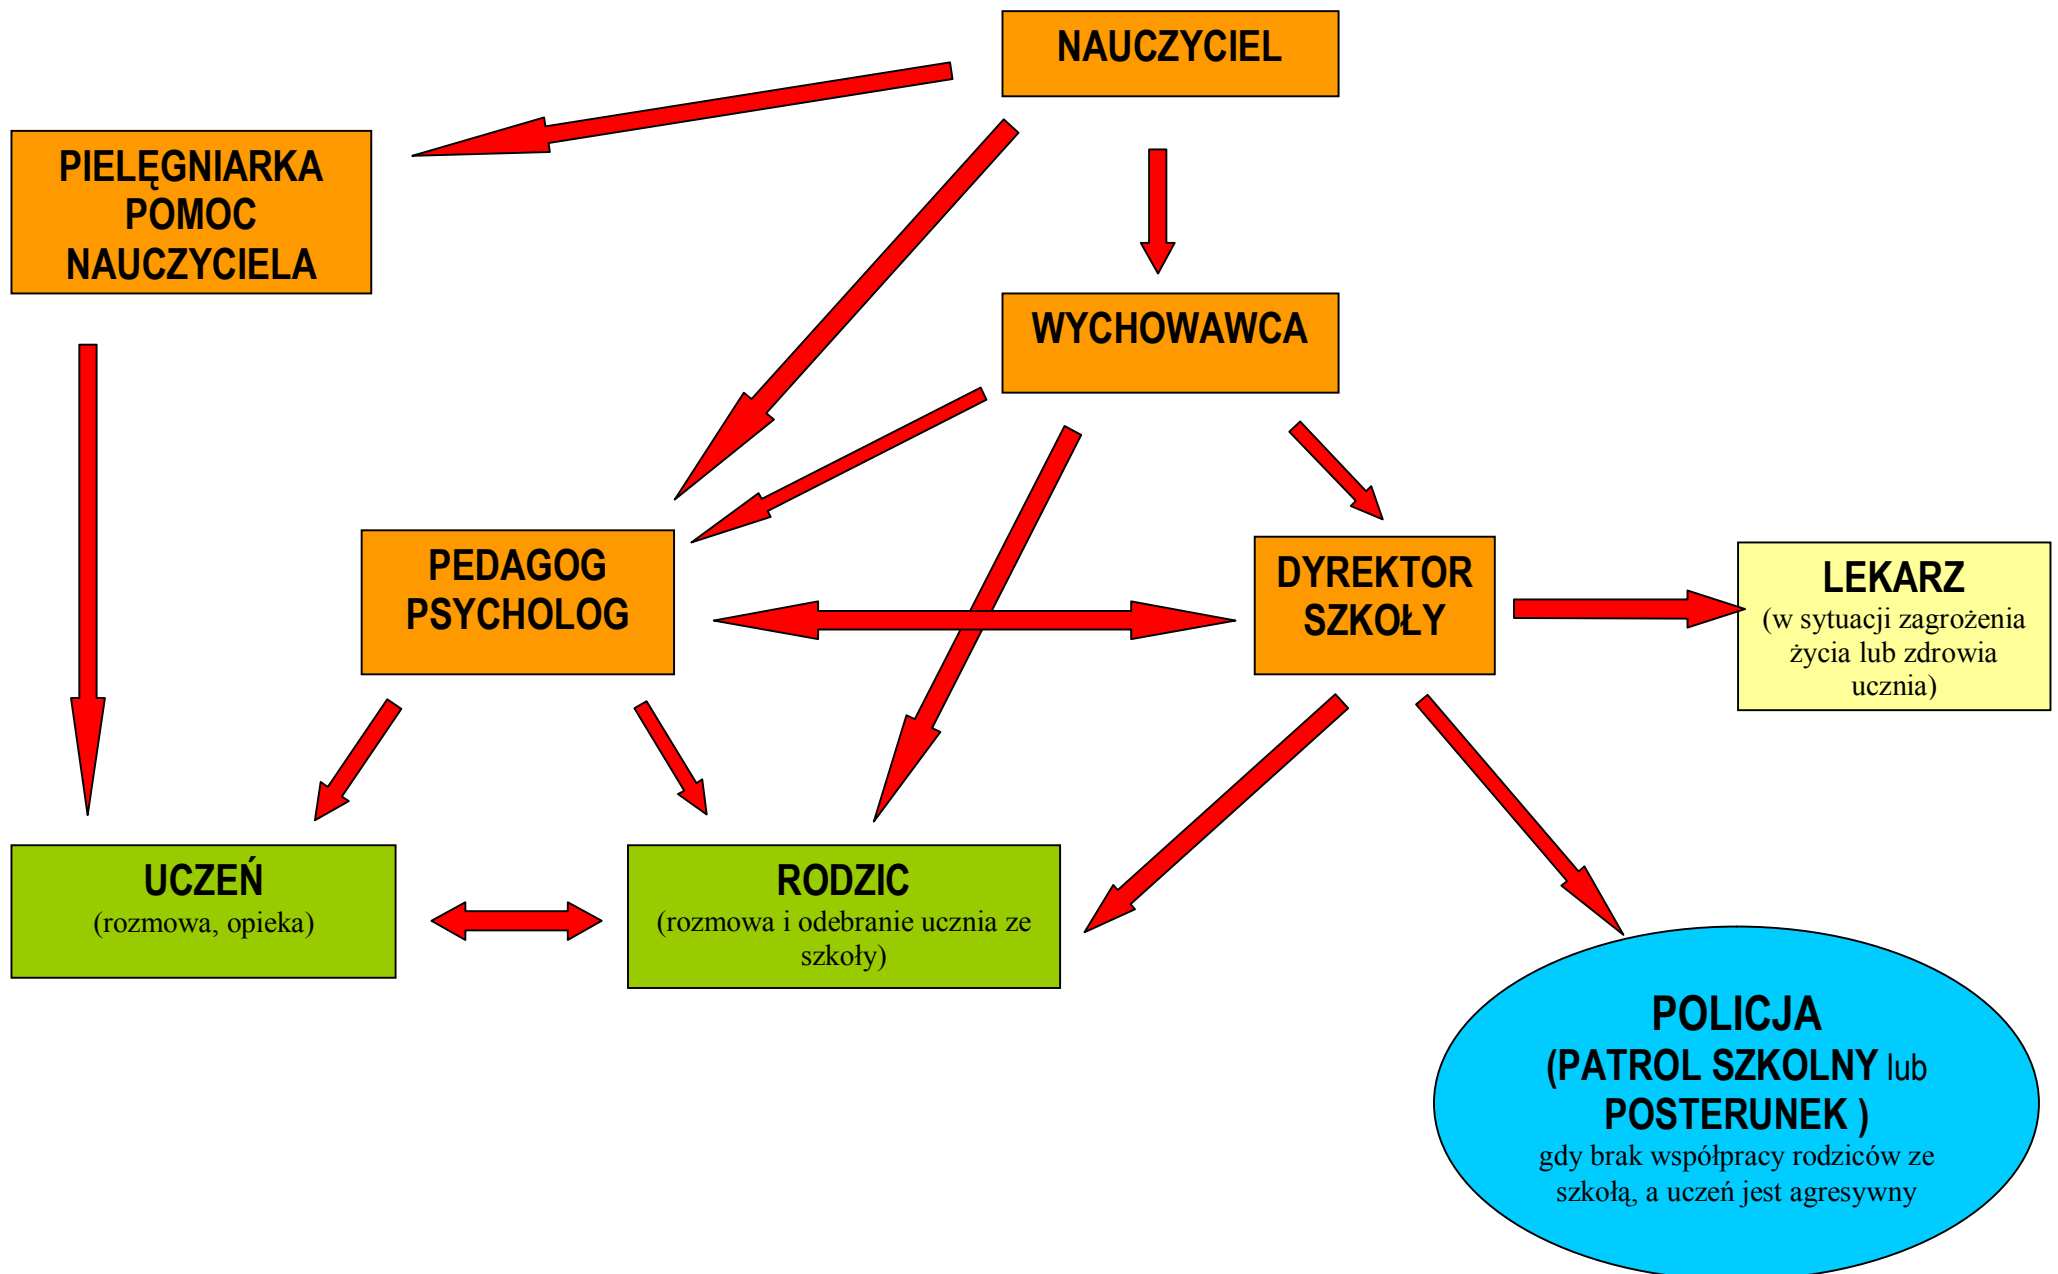 NAUCZYCIEL
PIELĘGNIARKA
POMOC
NAUCZYCIELA
WYCHOWAWCA
PEDAGOG
PSYCHOLOG
DYREKTOR
SZKOŁY
LEKARZ
(w sytuacji zagrożenia
życia lub zdrowia
ucznia)
UCZEŃ
(rozmowa, opieka)
RODZIC
(rozmowa i odebranie ucznia ze
szkoły)
POLICJA
(PATROL SZKOLNY lub
POSTERUNEK )
gdy brak współpracy rodziców ze
szkołą, a uczeń jest agresywny